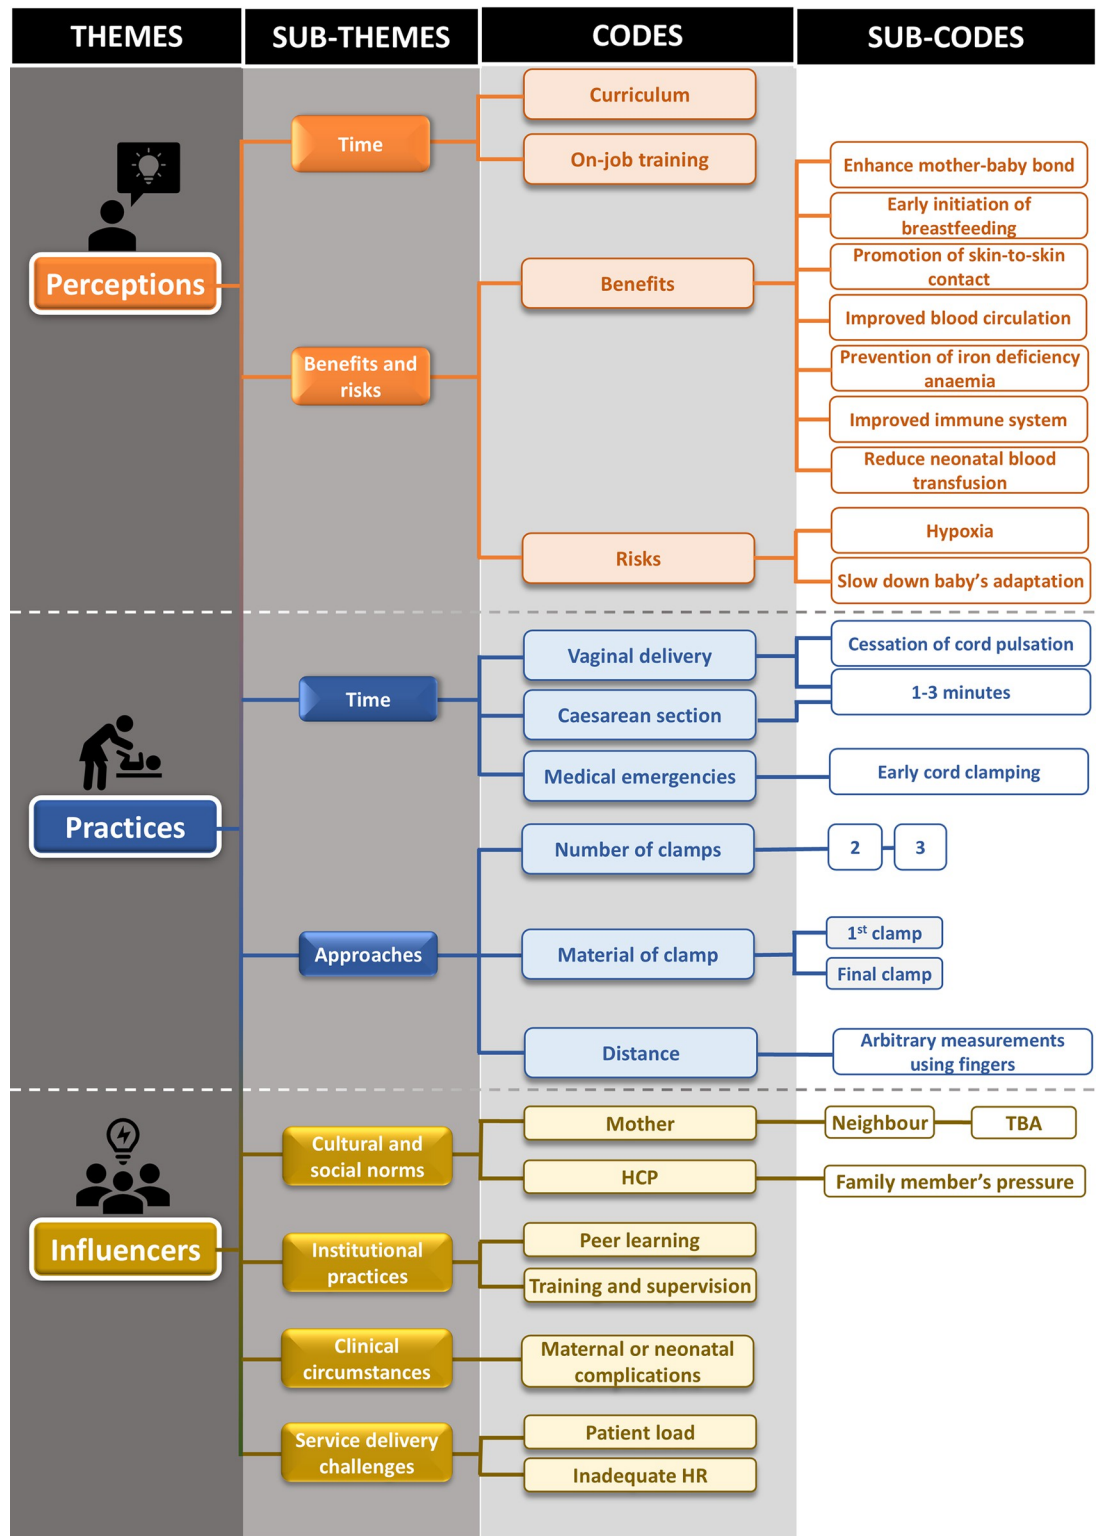 THEMES
SUB-THEMES
CODES
SUB-CODES
Perceptions
Time
Curriculum
On-job training
Benefits and
risks
Benefits
Enhance mother-baby bond
Early initiation of
breastfeeding
Promotion of skin-to-skin
contact
Improved blood circulation
Prevention of iron deficiency
anaemia
Improved immune system
Reduce neonatal blood
transfusion
Risks
Hypoxia
Slow down baby's adaptation
Practices
Time
Vaginal delivery
Cessation of cord pulsation
1-3 minutes
Caesarean section
Medical emergencies
Early cord clamping
Approaches
Number of clamps
2
3
Material of clamp
1st clamp
Final clamp
Distance
Arbitrary measurements
using fingers
Influencers
Cultural and
social norms
Mother
Neighbour
TBA
HCP
Family member's pressure
Institutional
practices
Peer learning
Training and supervision
Clinical
circumstances
Maternal or neonatal
complications
Service delivery
challenges
Patient load
Inadequate HR